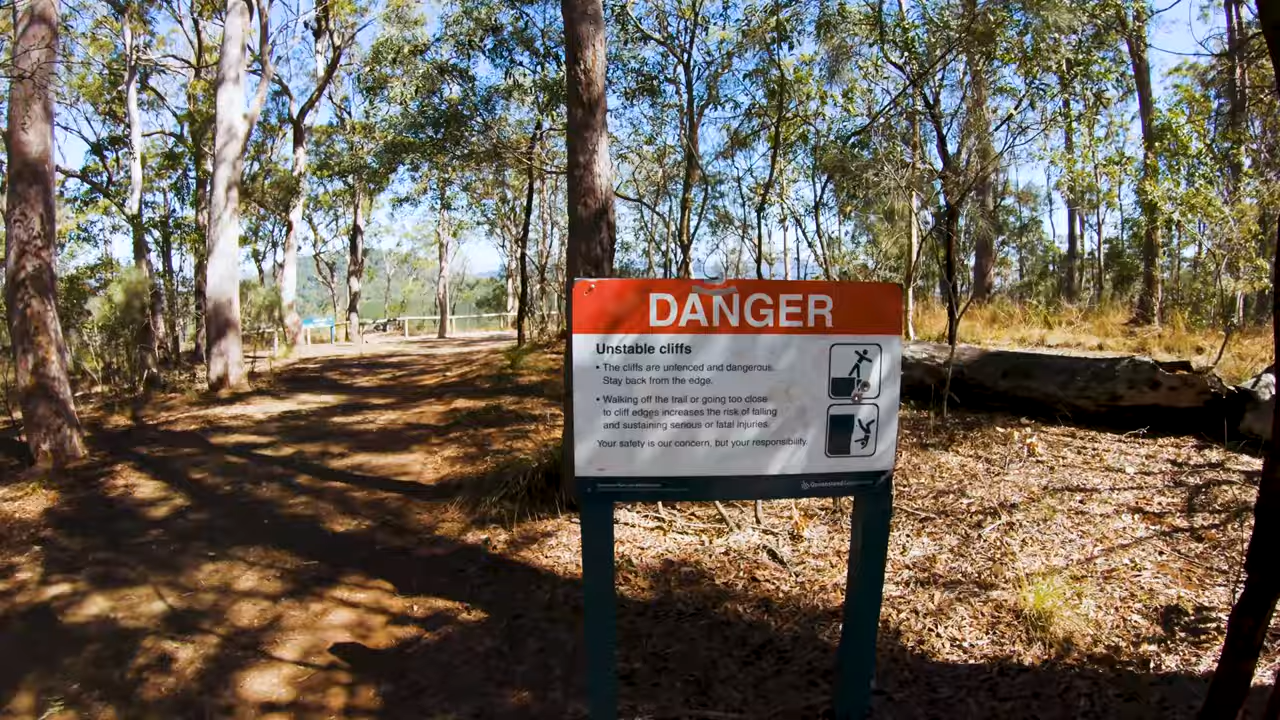 DANGER
Unstable cliffs
• The cliffs are unfenced and dangerous.
Stay back from the edge.
• Walking off the trail or going too close
to cliff edges increases the risk of falling
and sustaining serious or fatal injuries.
Your safety is our concern, but your responsibility.
Queensland Government